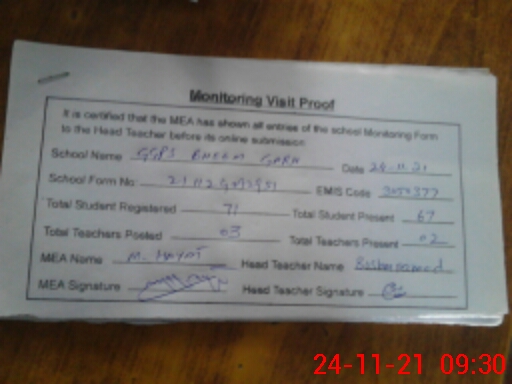 Monitoring Visit Proof
It is certified that the MEA has shown all entries of the school Monitoring Form
to the Head Teacher before its online submission
School Name GGPS Date 24.11.21
School Form No: EMIS Code
Total Student Registered 71 Total Student Present 67
Total Teachers Posted 03 Total Teachers Present 02
MEA Name M. Head Teacher Name
MEA Signature Head Teacher Signature
24-11-21 09:30